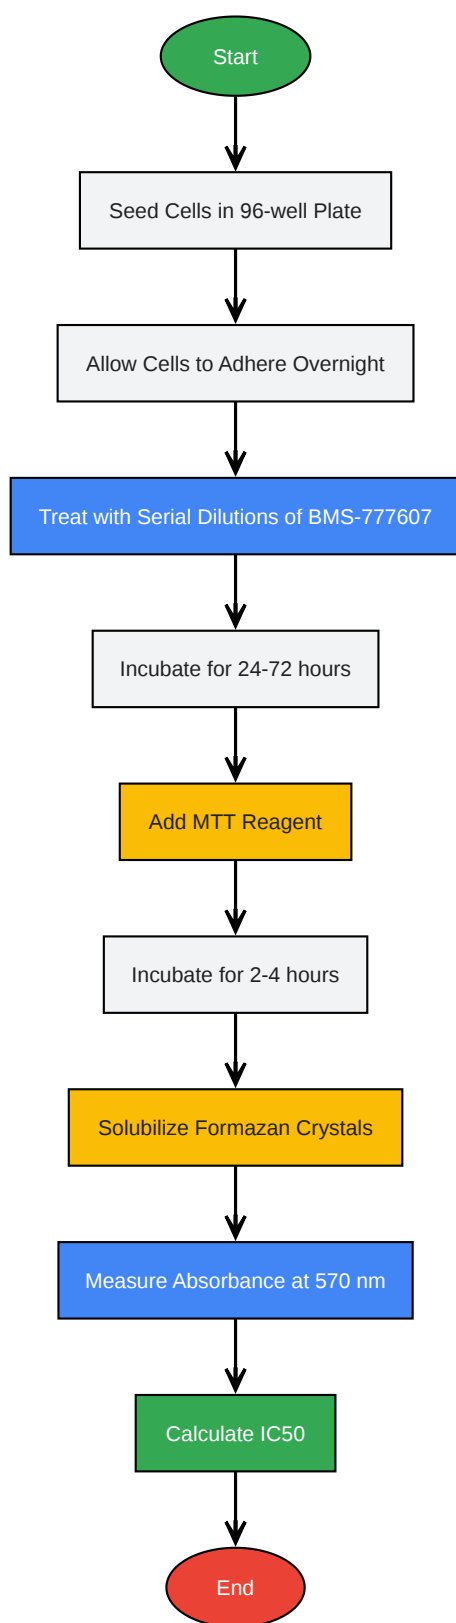 Start
Seed Cells in 96-well Plate
Allow Cells to Adhere Overnight
Treat with Serial Dilutions of BMS-777607
Incubate for 24-72 hours
Add MTT Reagent
Incubate for 2-4 hours
Solubilize Formazan Crystals
Measure Absorbance at 570 nm
Calculate IC50
End